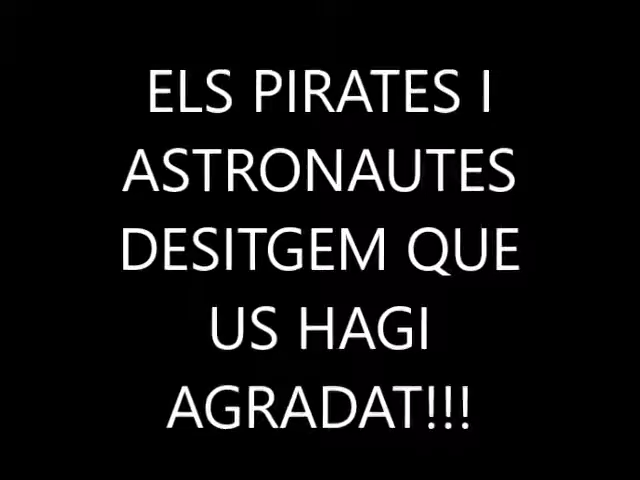 ELS PIRATES I
ASTRONAUTES
DESITGEM QUE
US HAGI
AGRADAT!!!